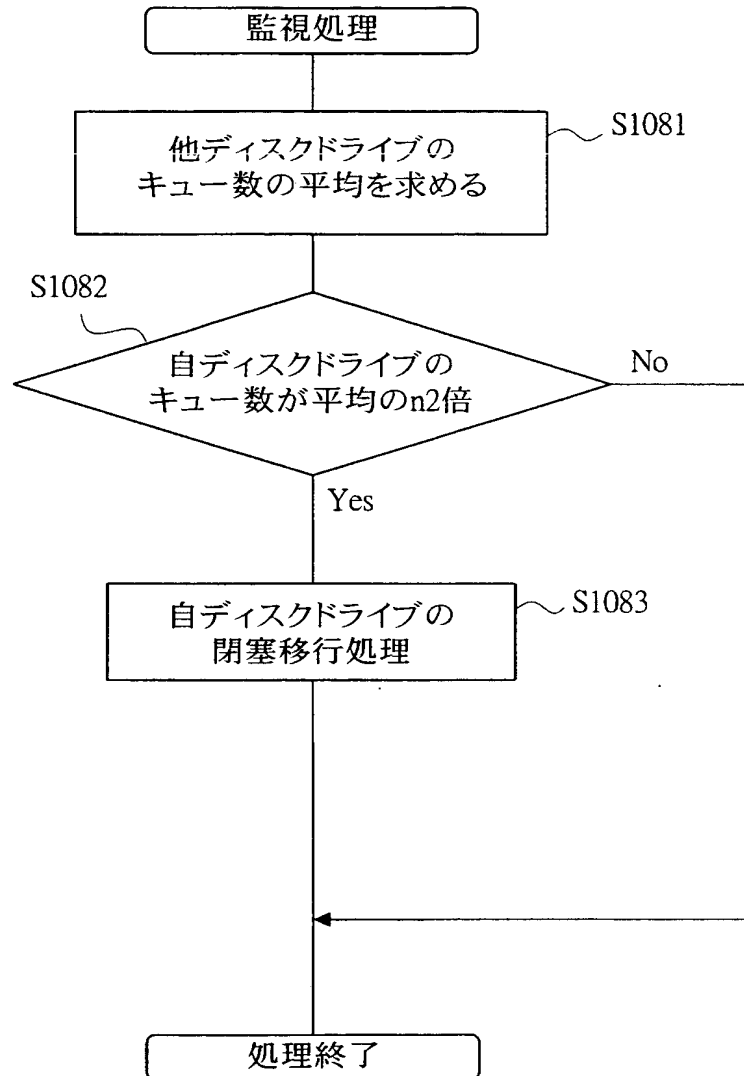 監視処理
S1081
他ディスクドライブの
キュー数の平均を求める
S1082
自ディスクドライブの
キュー数が平均のn2倍
No
Yes
S1083
自ディスクドライブの
閉塞移行処理
処理終了